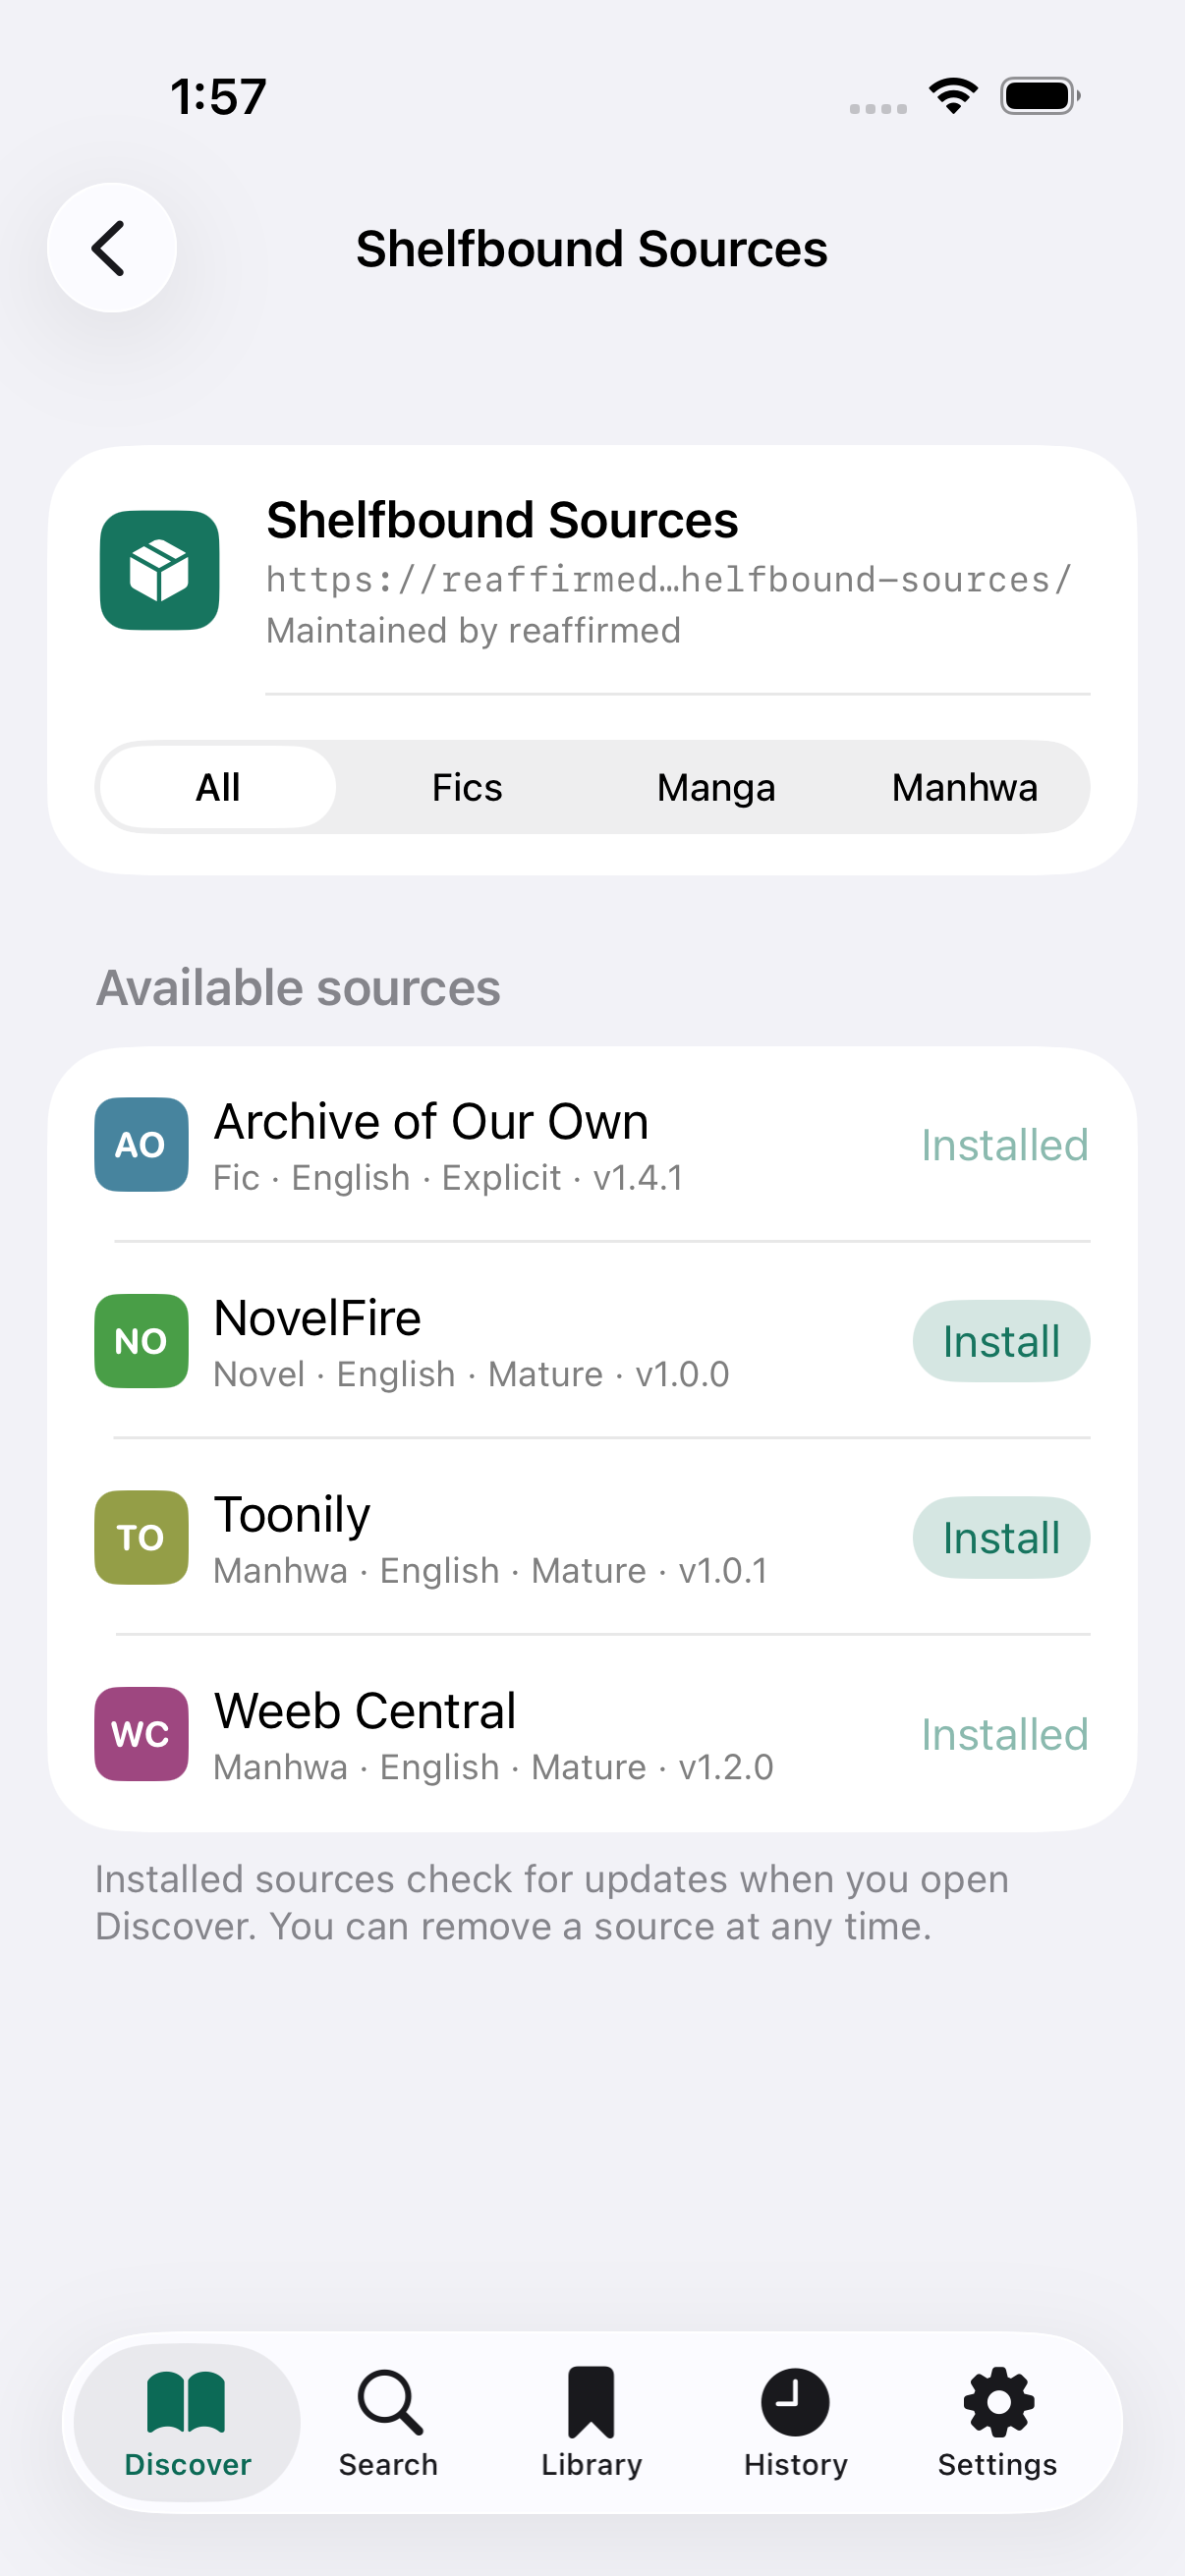 1:57
Shelfbound Sources
Shelfbound Sources
https://reaffirmed…helfbound-sources/
Maintained by reaffirmed
All Fics Manga Manhwa
Available sources
AO Archive of Our Own Installed
Fic · English · Explicit · v1.4.1
NO NovelFire Install
Novel · English · Mature · v1.0.0
TO Toonily Install
Manhwa · English · Mature · v1.0.1
WC Weeb Central Installed
Manhwa · English · Mature · v1.2.0
Installed sources check for updates when you open
Discover. You can remove a source at any time.
Discover Search Library History Settings